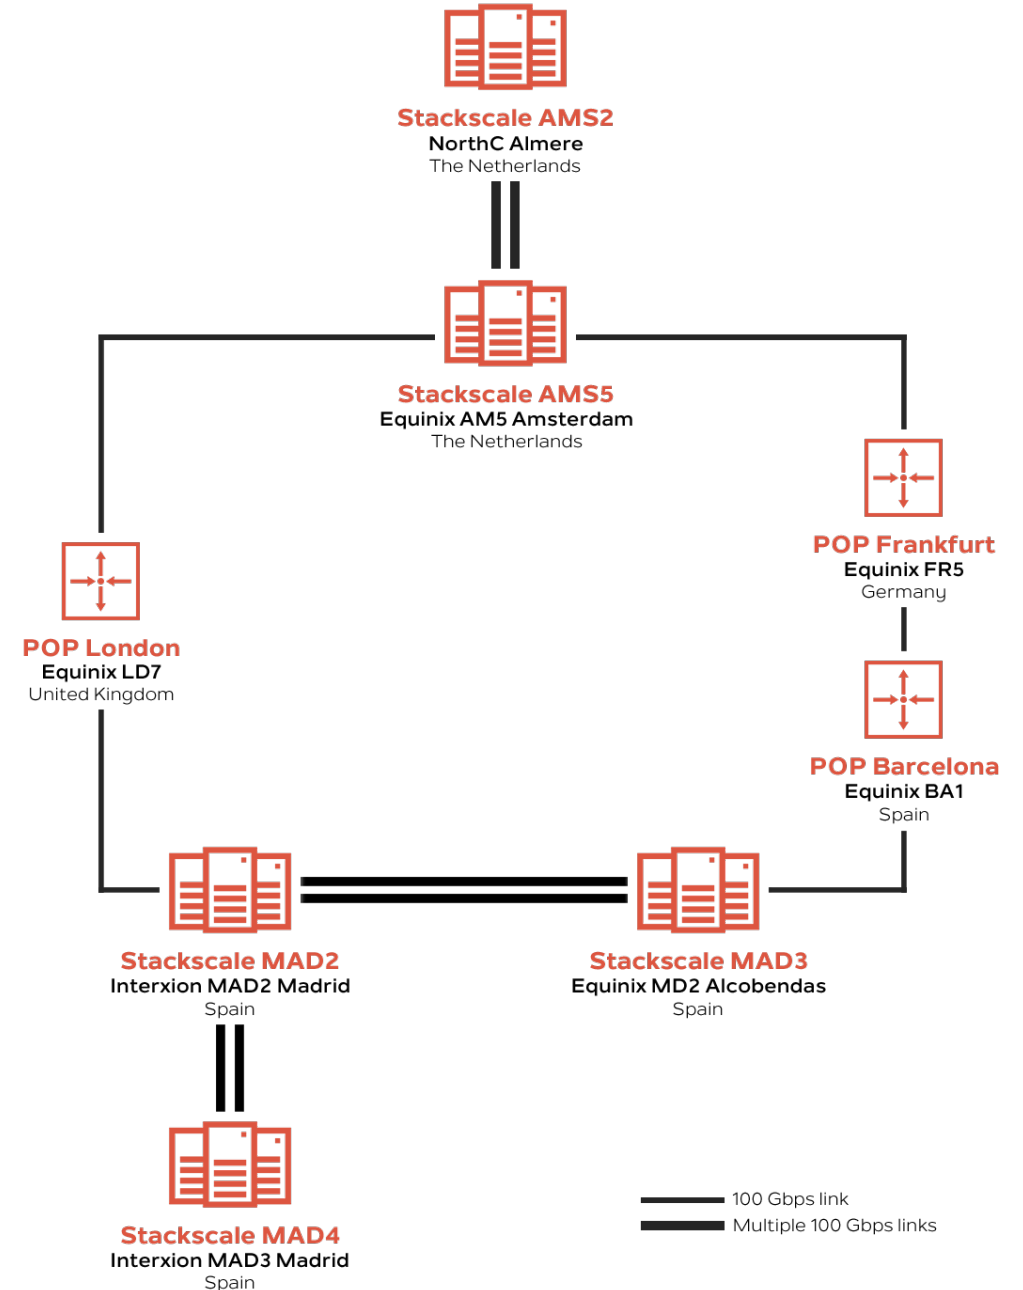 Stackscale AMS2
NorthC Almere
The Netherlands
Stackscale AMS5
Equinix AM5 Amsterdam
The Netherlands
POP Frankfurt
Equinix FR5
Germany
POP London
Equinix LD7
United Kingdom
POP Barcelona
Equinix BA1
Spain
Stackscale MAD2
Interxion MAD2 Madrid
Spain
Stackscale MAD3
Equinix MD2 Alcobendas
Spain
Stackscale MAD4
Interxion MAD3 Madrid
Spain
100 Gbps link
Multiple 100 Gbps links